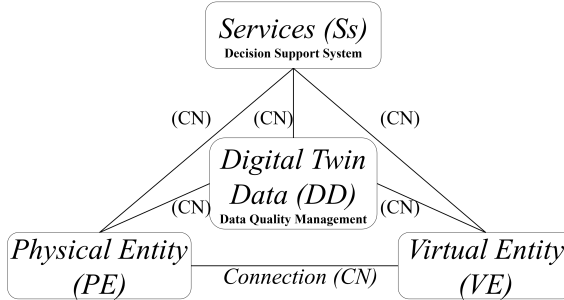 Services (Ss)
Decision Support System
(CN) (CN) (CN)
Digital Twin
Data (DD)
Data Quality Management
(CN) (CN)
Physical Entity
(PE)
Connection (CN)
Virtual Entity
(VE)